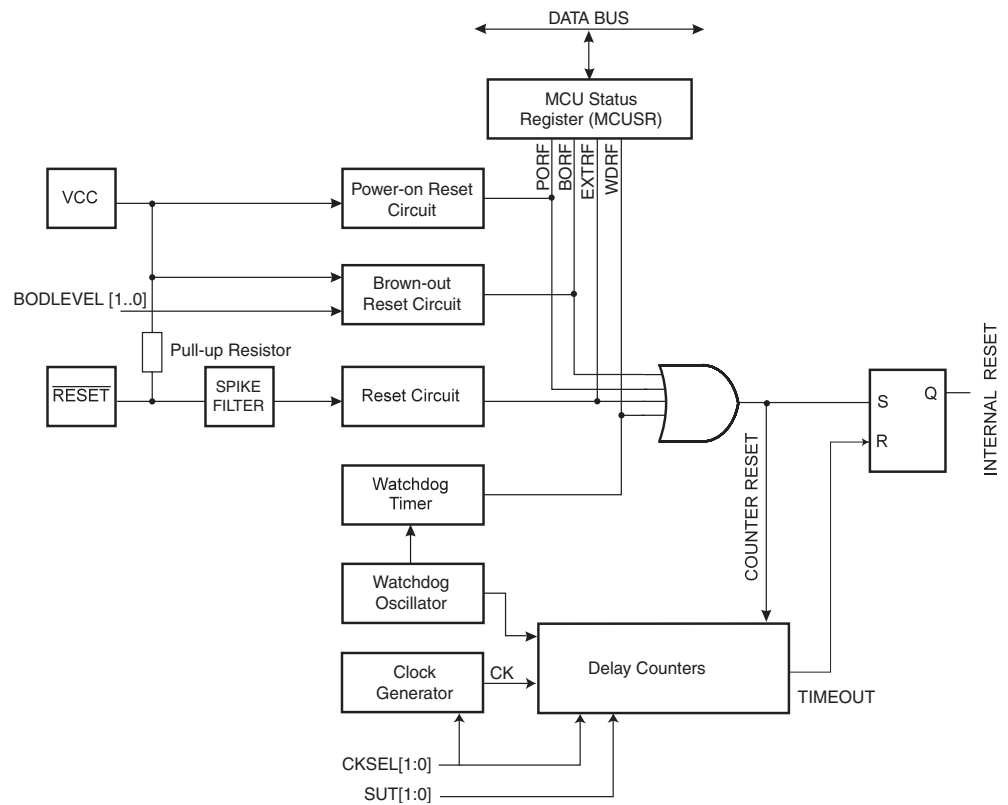 DATA BUS
MCU Status
Register (MCUSR)
PORF
BORF
EXTRF
WDRF
VCC
Power-on Reset
Circuit
BODLEVEL [1..0]
Brown-out
Reset Circuit
Pull-up Resistor
RESET
SPIKE
FILTER
Reset Circuit
S
Q
R
INTERNAL RESET
Watchdog
Timer
COUNTER RESET
Watchdog
Oscillator
Clock
Generator
CK
Delay Counters
TIMEOUT
CKSEL[1:0]
SUT[1:0]